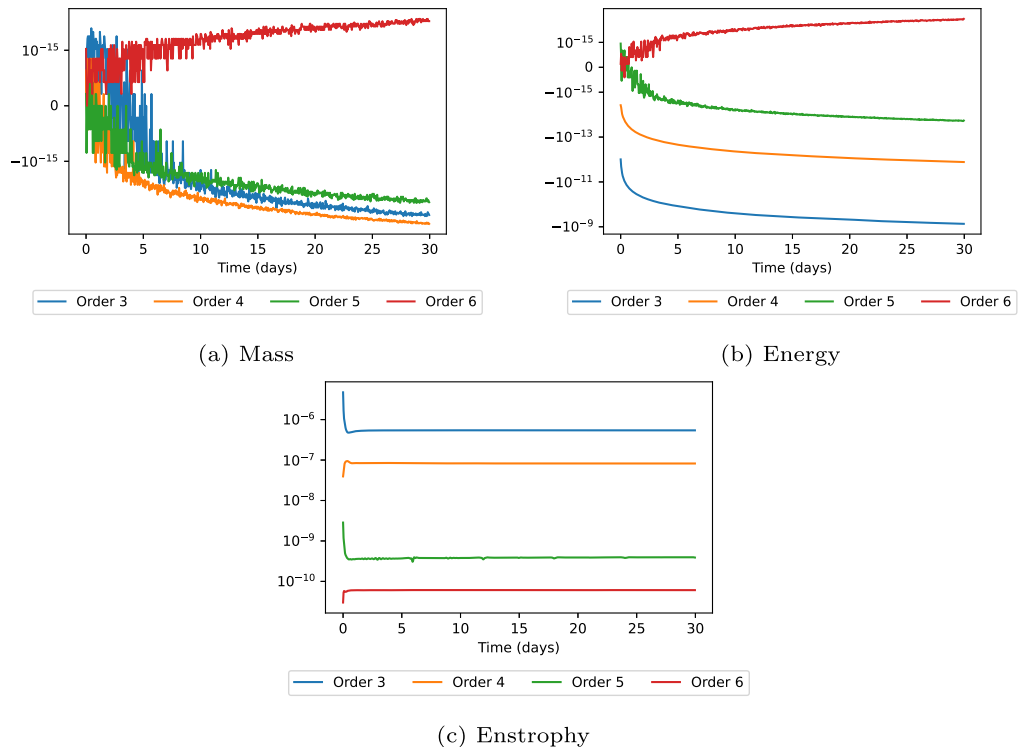 10⁻¹⁵
0
−10⁻¹⁵
0 5 10 15 20 25 30
Time (days)
Order 3 Order 4 Order 5 Order 6
(a) Mass
10⁻¹⁵
0
−10⁻¹⁵
−10⁻¹³
−10⁻¹¹
−10⁻⁹
0 5 10 15 20 25 30
Time (days)
Order 3 Order 4 Order 5 Order 6
(b) Energy
10⁻⁶
10⁻⁷
10⁻⁸
10⁻⁹
10⁻¹⁰
0 5 10 15 20 25 30
Time (days)
Order 3 Order 4 Order 5 Order 6
(c) Enstrophy